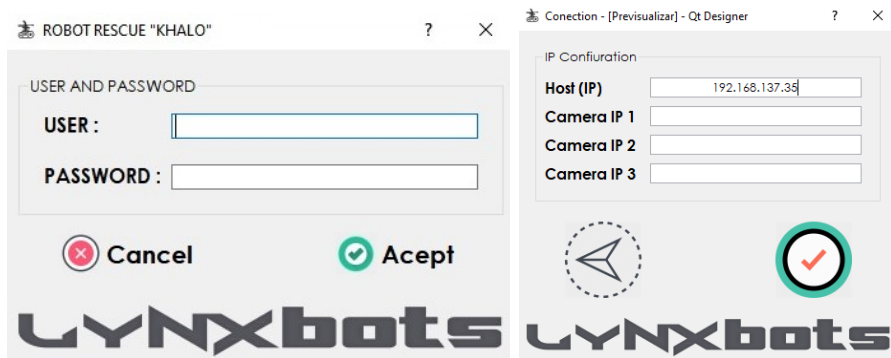 ROBOT RESCUE "KHALO" ? ×
USER AND PASSWORD
USER :
PASSWORD :
Cancel
Acept
LYNXbots
Conection - [Previsualizar] - Qt Designer ? ×
IP Confiuration
Host (IP) 192.168.137.35
Camera IP 1
Camera IP 2
Camera IP 3
LYNXbots